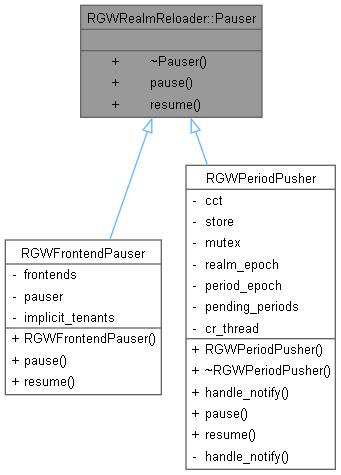 RGWRealmReloader::Pauser
+ ~Pauser()
+ pause()
+ resume()
RGWFrontendPauser
- frontends
- pauser
- implicit_tenants
+ RGWFrontendPauser()
+ pause()
+ resume()
RGWPeriodPusher
- cct
- store
- mutex
- realm_epoch
- period_epoch
- pending_periods
- cr_thread
+ RGWPeriodPusher()
+ ~RGWPeriodPusher()
+ handle_notify()
+ pause()
+ resume()
- handle_notify()